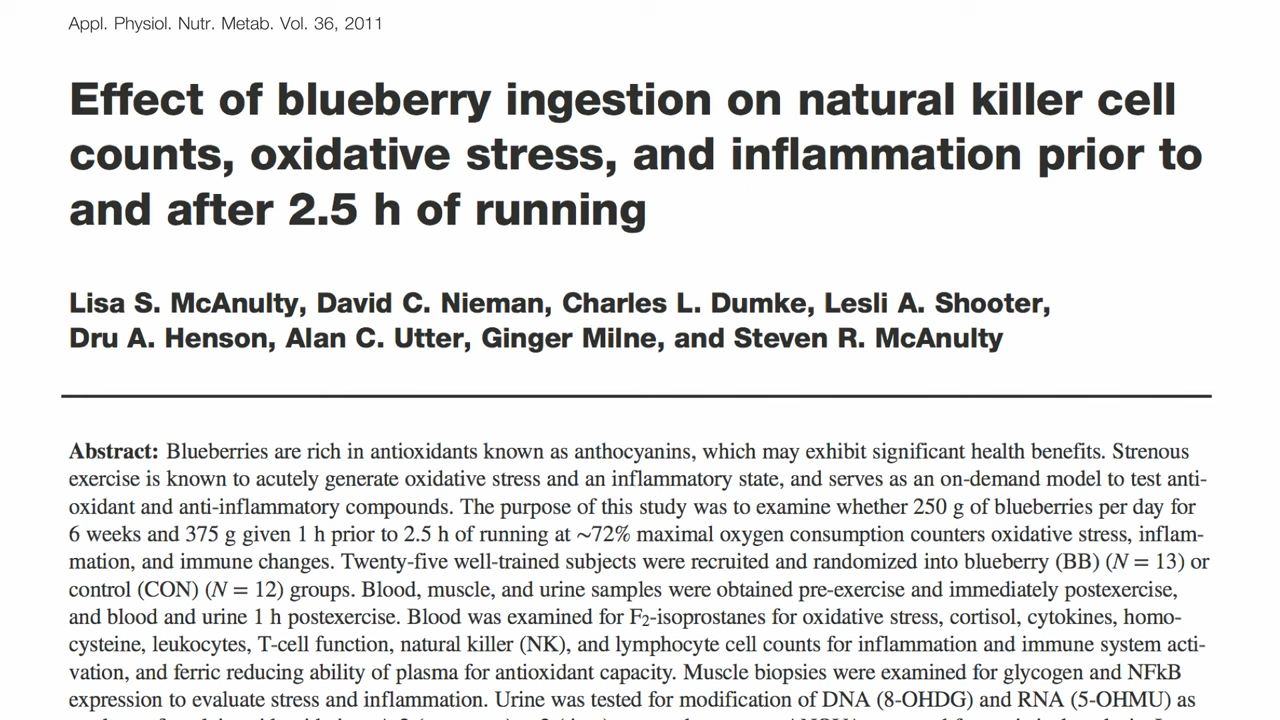 Appl. Physiol. Nutr. Metab. Vol. 36, 2011
Effect of blueberry ingestion on natural killer cell
counts, oxidative stress, and inflammation prior to
and after 2.5 h of running
Lisa S. McAnulty, David C. Nieman, Charles L. Dumke, Lesli A. Shooter,
Dru A. Henson, Alan C. Utter, Ginger Milne, and Steven R. McAnulty
Abstract: Blueberries are rich in antioxidants known as anthocyanins, which may exhibit significant health benefits. Strenous
exercise is known to acutely generate oxidative stress and an inflammatory state, and serves as an on-demand model to test anti-
oxidant and anti-inflammatory compounds. The purpose of this study was to examine whether 250 g of blueberries per day for
6 weeks and 375 g given 1 h prior to 2.5 h of running at ~72% maximal oxygen consumption counters oxidative stress, inflam-
mation, and immune changes. Twenty-five well-trained subjects were recruited and randomized into blueberry (BB) (N = 13) or
control (CON) (N = 12) groups. Blood, muscle, and urine samples were obtained pre-exercise and immediately postexercise,
and blood and urine 1 h postexercise. Blood was examined for F₂-isoprostanes for oxidative stress, cortisol, cytokines, homo-
cysteine, leukocytes, T-cell function, natural killer (NK), and lymphocyte cell counts for inflammation and immune system acti-
vation, and ferric reducing ability of plasma for antioxidant capacity. Muscle biopsies were examined for glycogen and NFkB
expression to evaluate stress and inflammation. Urine was tested for modification of DNA (8-OHDG) and RNA (5-OHMU) as